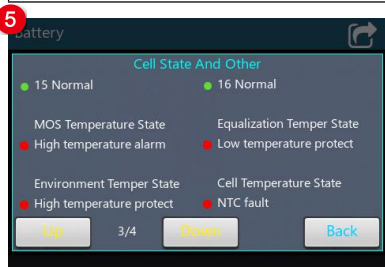 5
Battery
Cell State And Other
15 Normal
16 Normal
MOS Temperature State
High temperature alarm
Equalization Temper State
Low temperature protect
Environment Temper State
High temperature protect
Cell Temperature State
NTC fault
Up
3/4
Down
Back